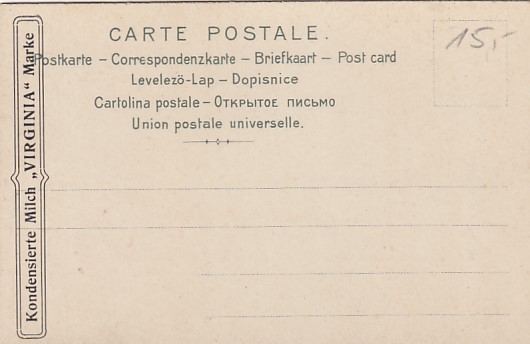 CARTE POSTALE.
Postkarte – Correspondenzkarte – Briefkaart – Post card
Levelező-Lap – Dopisnice
Cartolina postale – Открытое письмо
Union postale universelle.
15,-
Kondensierte Milch „VIRGINIA“ Marke